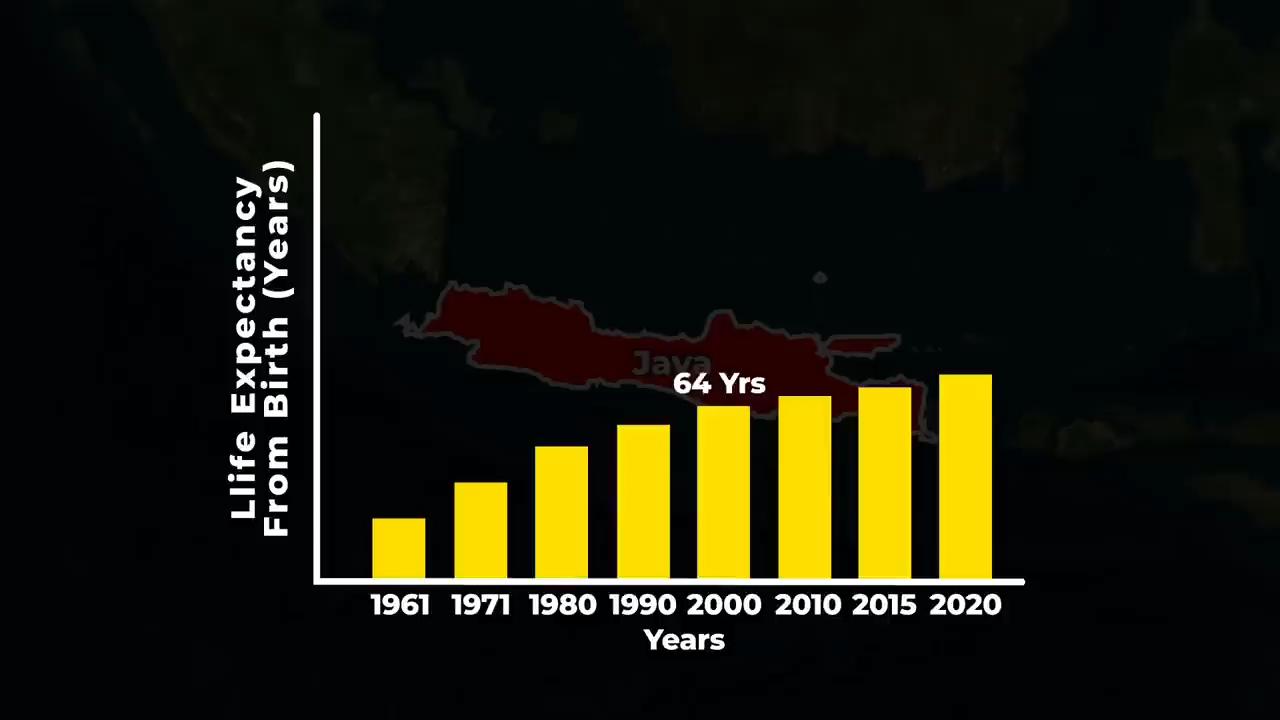 Llife Expectancy
From Birth (Years)
Java
64 Yrs
1961 1971 1980 1990 2000 2010 2015 2020
Years